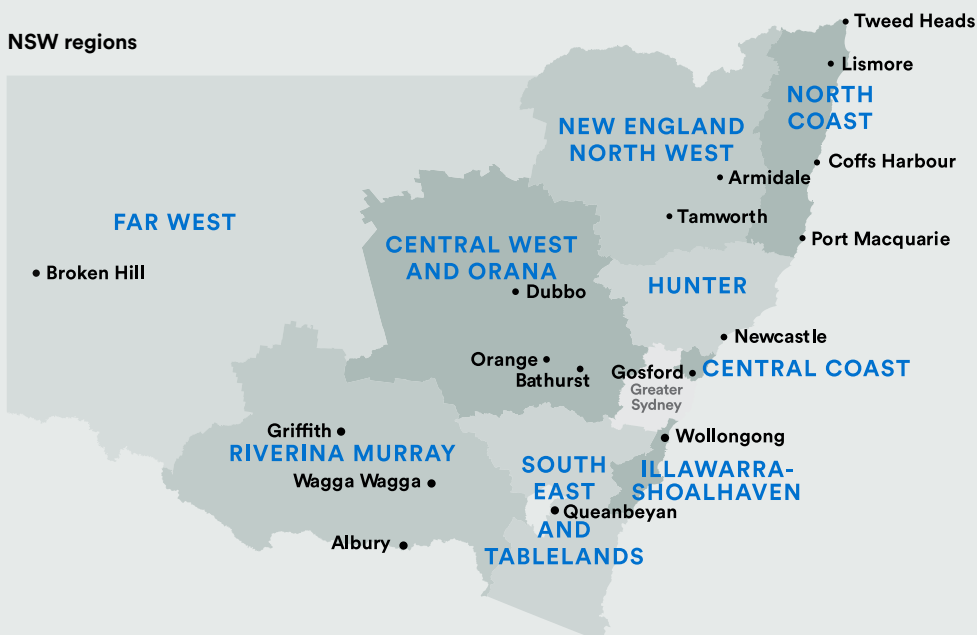 Tweed Heads
NSW regions
Lismore
NORTH
COAST
NEW ENGLAND
NORTH WEST
Coffs Harbour
Armidale
Tamworth
FAR WEST
Port Macquarie
CENTRAL WEST
AND ORANA
Broken Hill
HUNTER
Dubbo
Newcastle
Orange
Bathurst
Gosford
CENTRAL COAST
Greater
Sydney
Griffith
Wollongong
RIVERINA MURRAY
SOUTH
EAST
AND
TABLELANDS
ILLAWARRA-
SHOALHAVEN
Wagga Wagga
Queanbeyan
Albury